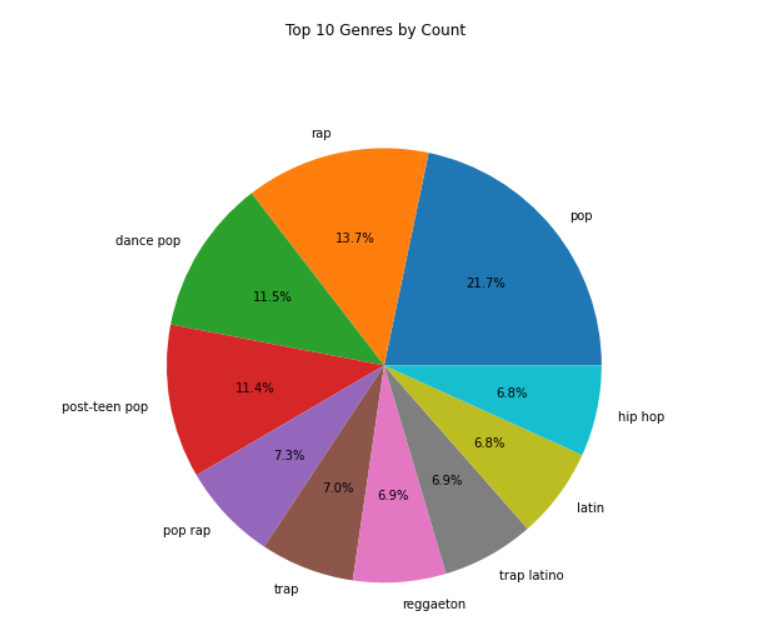 Top 10 Genres by Count
rap
pop
dance pop
13.7%
21.7%
11.5%
11.4%
6.8%
post-teen pop
hip hop
7.3%
6.8%
7.0%
6.9%
6.9%
latin
pop rap
trap latino
trap
reggaeton